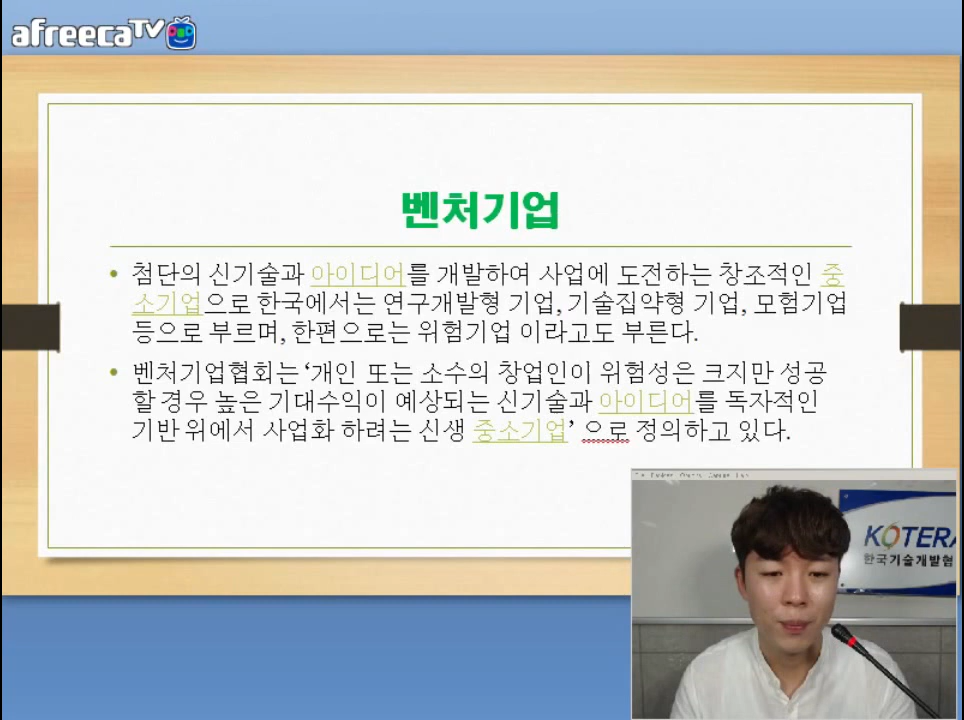 afreecaTV
벤처기업
• 첨단의 신기술과 아이디어를 개발하여 사업에 도전하는 창조적인 중
소기업으로 한국에서는 연구개발형 기업, 기술집약형 기업, 모험기업
등으로 부르며, 한편으로는 위험기업 이라고도 부른다.
• 벤처기업협회는 ‘개인 또는 소수의 창업인이 위험성은 크지만 성공
할 경우 높은 기대수익이 예상되는 신기술과 아이디어를 독자적인
기반 위에서 사업화 하려는 신생 중소기업’ 으로 정의하고 있다.
KOTERA
한국기술개발협